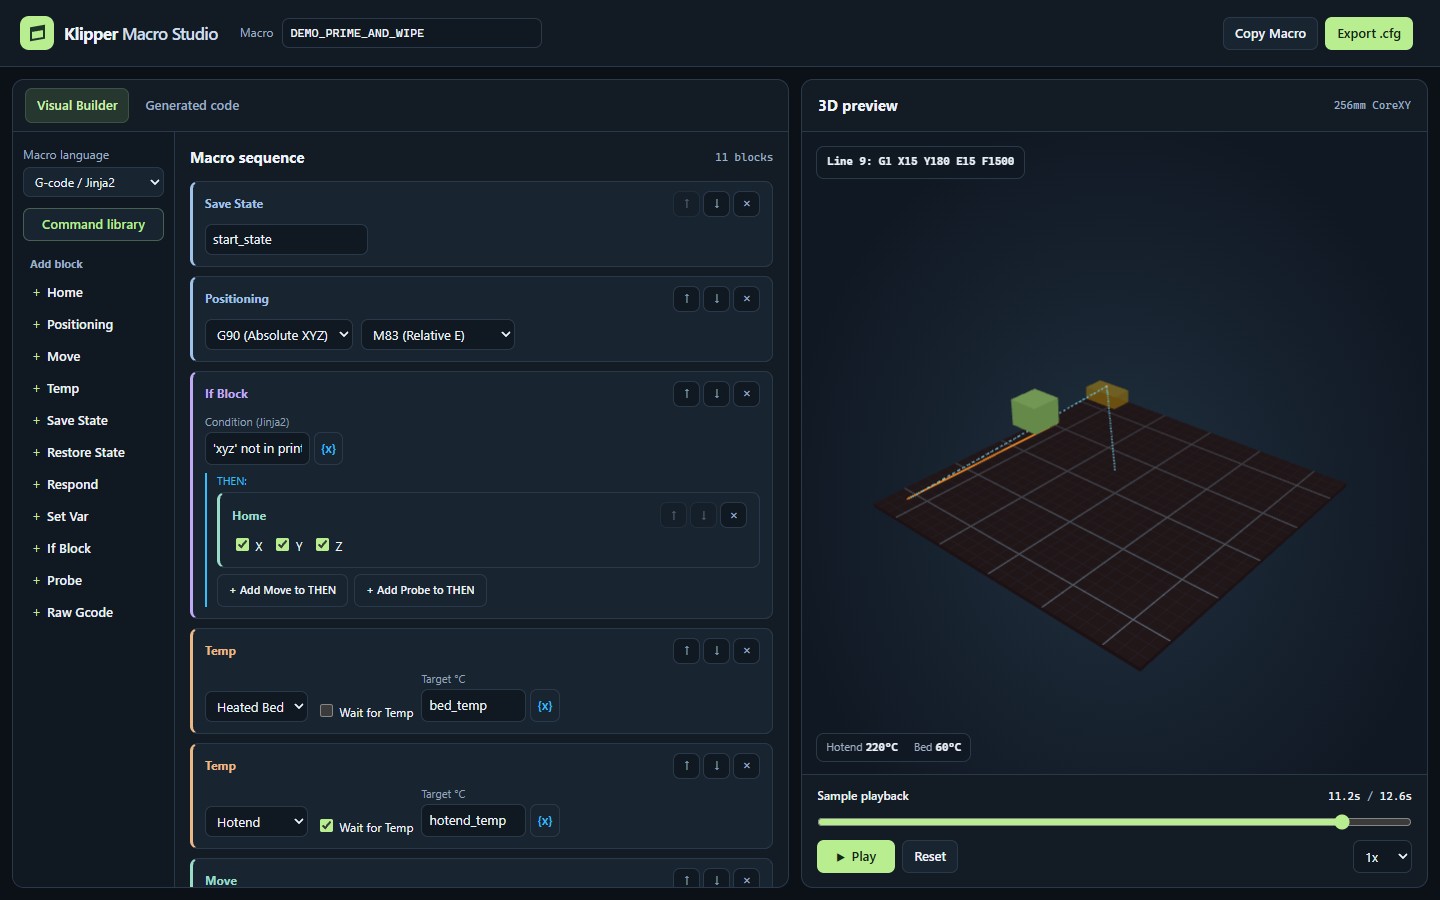 Klipper Macro Studio
Macro
DEMO_PRIME_AND_WIPE
Copy Macro
Export .cfg
Visual Builder
Generated code
Macro language
G-code / Jinja2
Command library
Add block
+ Home
+ Positioning
+ Move
+ Temp
+ Save State
+ Restore State
+ Respond
+ Set Var
+ If Block
+ Probe
+ Raw Gcode
Macro sequence
11 blocks
Save State
↑ ↓ ×
start_state
Positioning
↑ ↓ ×
G90 (Absolute XYZ)
M83 (Relative E)
If Block
↑ ↓ ×
Condition (Jinja2)
'xyz' not in print
{x}
THEN:
Home
↑ ↓ ×
X Y Z
+ Add Move to THEN
+ Add Probe to THEN
Temp
↑ ↓ ×
Heated Bed
Wait for Temp
Target °C
bed_temp
{x}
Temp
↑ ↓ ×
Hotend
Wait for Temp
Target °C
hotend_temp
{x}
Move
↑ ↓ ×
3D preview
256mm CoreXY
Line 9: G1 X15 Y180 E15 F1500
Hotend 220°C Bed 60°C
Sample playback
11.2s / 12.6s
▶ Play
Reset
1x